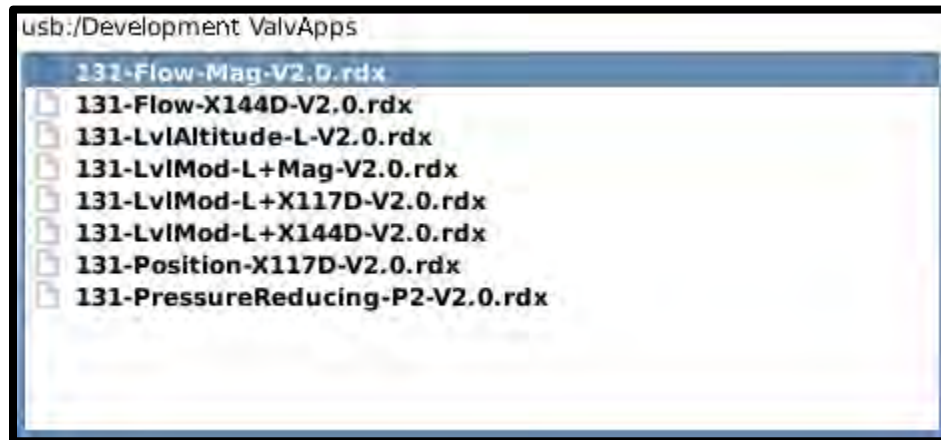 usb:/Development ValvApps
131-Flow-Mag-V2.0.rdx
131-Flow-X144D-V2.0.rdx
131-LvlAltitude-L-V2.0.rdx
131-LvlMod-L+Mag-V2.0.rdx
131-LvlMod-L+X117D-V2.0.rdx
131-LvlMod-L+X144D-V2.0.rdx
131-Position-X117D-V2.0.rdx
131-PressureReducing-P2-V2.0.rdx